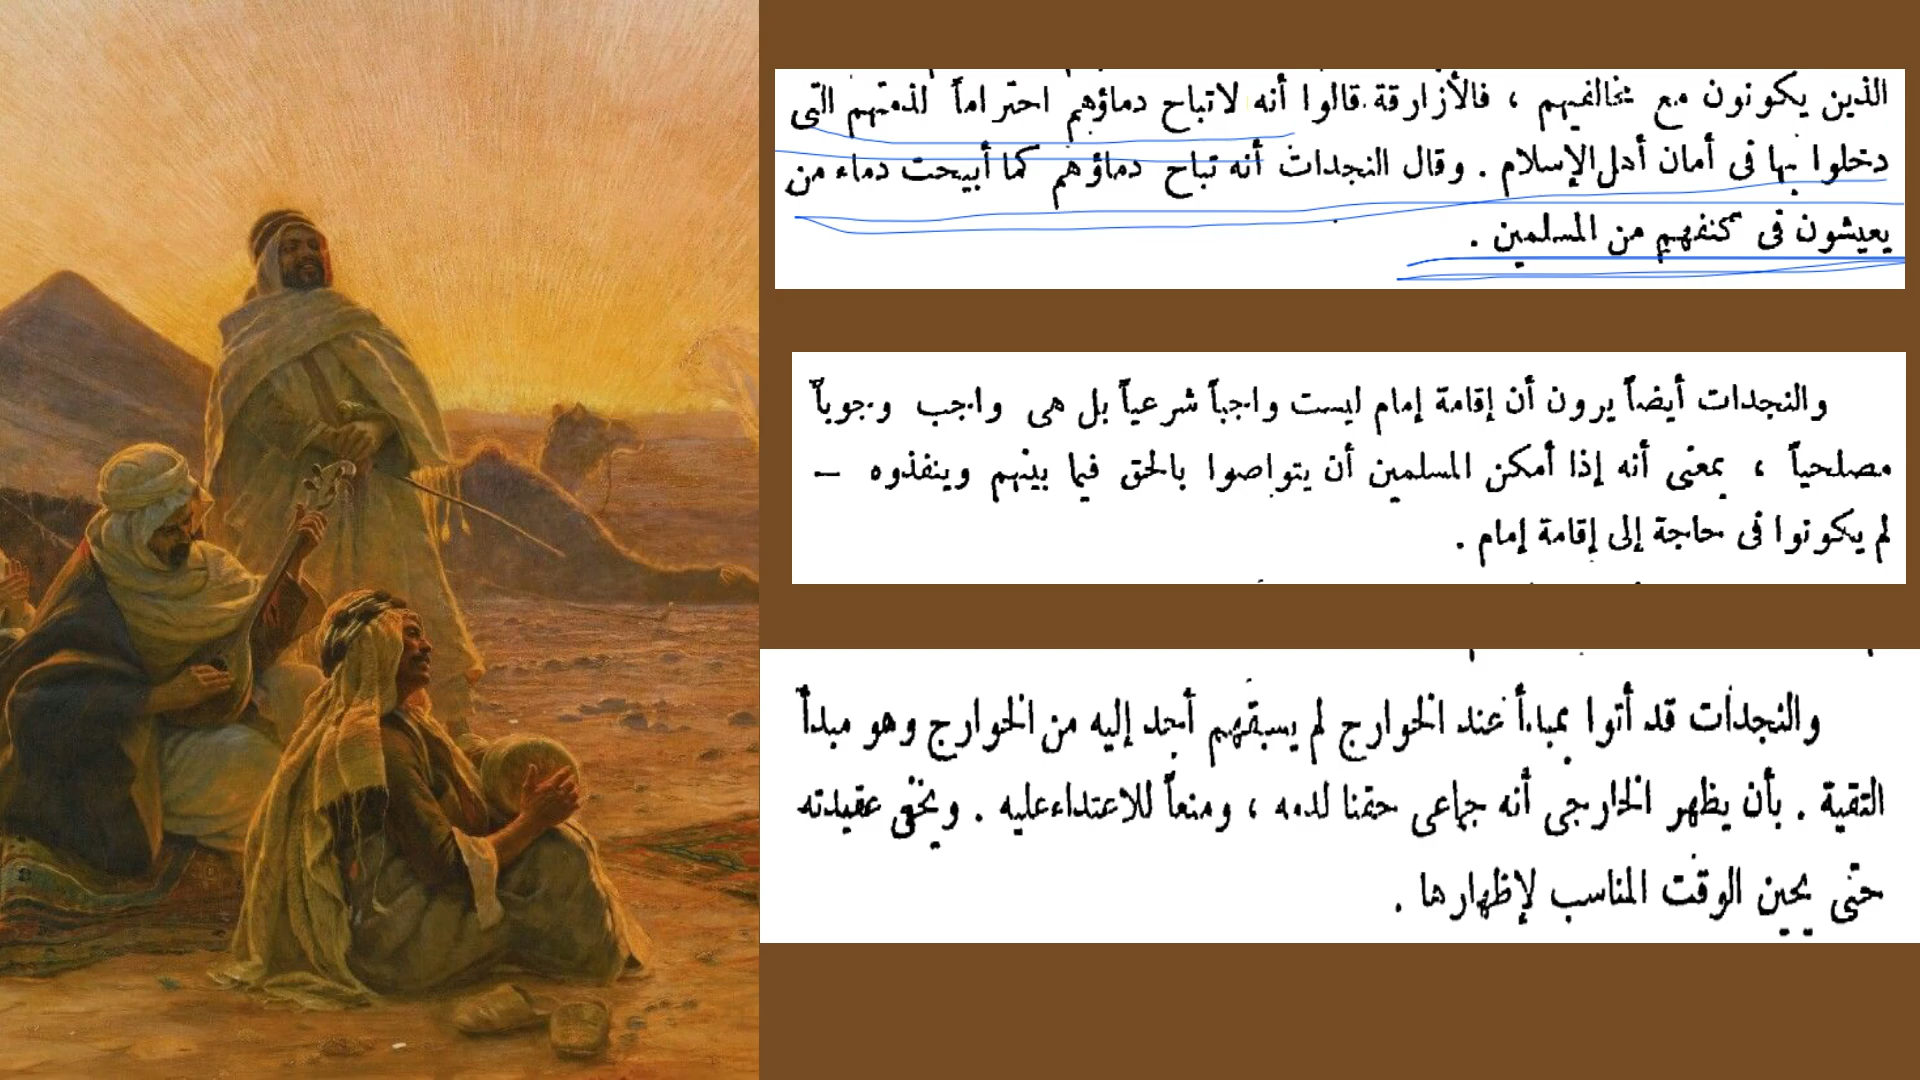 الذين يكونون مع مخالفيهم ، فالأزارقة قالوا أنه لاتباح دماؤهم احتراماً لذمتهم التى
دخلوا بها فى أمان أهل الإسلام . وقال النجدات أنه تباح دماؤهم كما أبيحت دماء من
يعيشون فى كنفهم من المسلمين .
والنجدات أيضاً يرون أن إقامة إمام ليست واجباً شرعياً بل هى واجب وجوباً
مصلحياً ، بمعنى أنه إذا أمكن المسلمين أن يتواصوا بالحق فيما بينهم وينفذوه –
لم يكونوا فى حاجة إلى إقامة إمام .
والنجدات قد أتوا بمبدأ عند الخوارج لم يسبقهم أحد إليه من الخوارج وهو مبدأ
التقية . بأن يظهر الخارجى أنه جماعى حقنا لدمه ، ومنعاً للاعتداء عليه . ويخفى عقيدته
حتى يحين الوقت المناسب لإظهارها .